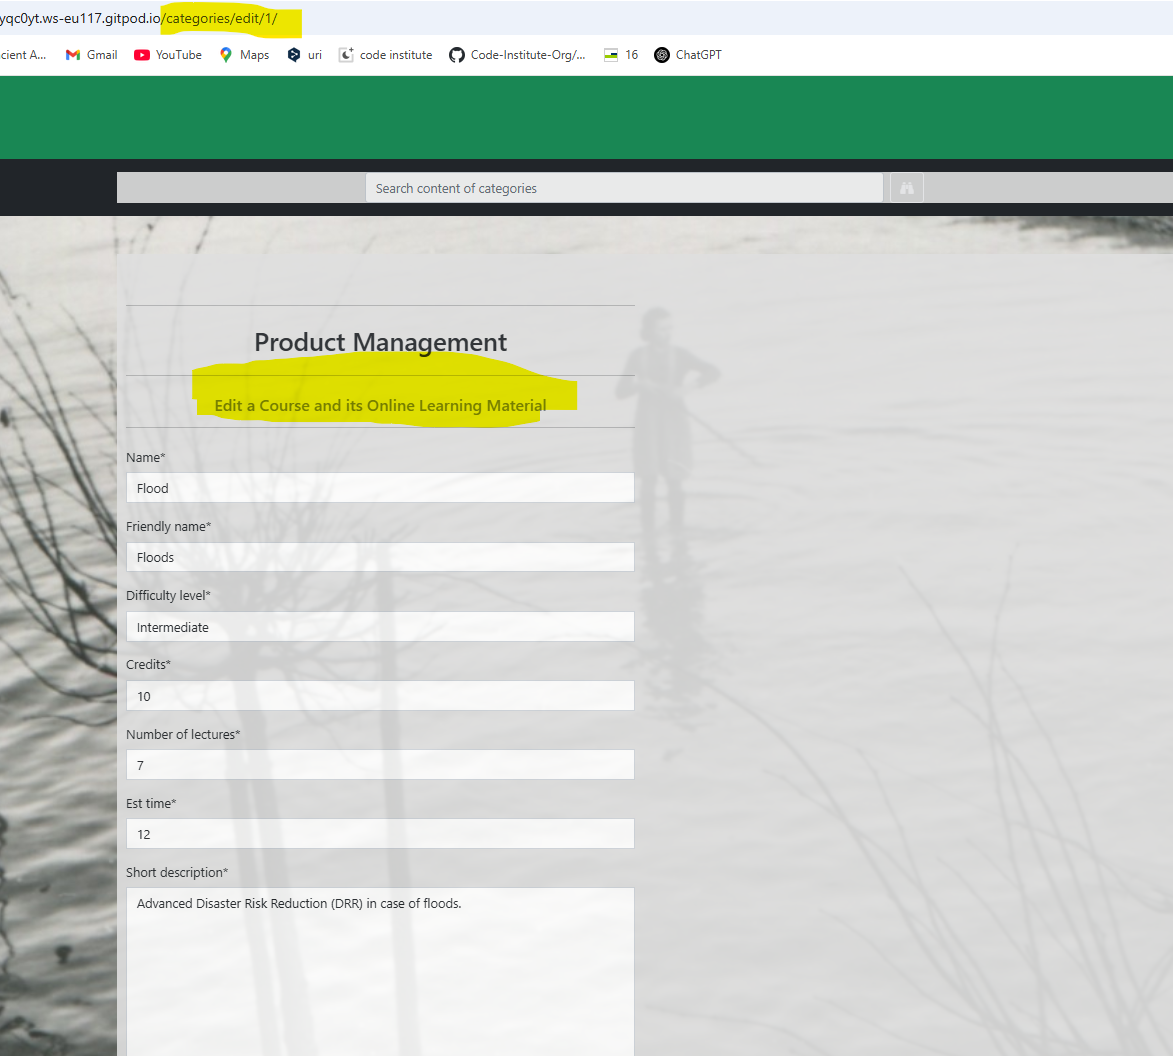 yqc0yt.ws-eu117.gitpod.io/categories/edit/1/
cient A... Gmail YouTube Maps uri code institute Code-Institute-Org/... 16 ChatGPT
Search content of categories
Product Management
Edit a Course and its Online Learning Material
Name*
Flood
Friendly name*
Floods
Difficulty level*
Intermediate
Credits*
10
Number of lectures*
7
Est time*
12
Short description*
Advanced Disaster Risk Reduction (DRR) in case of floods.